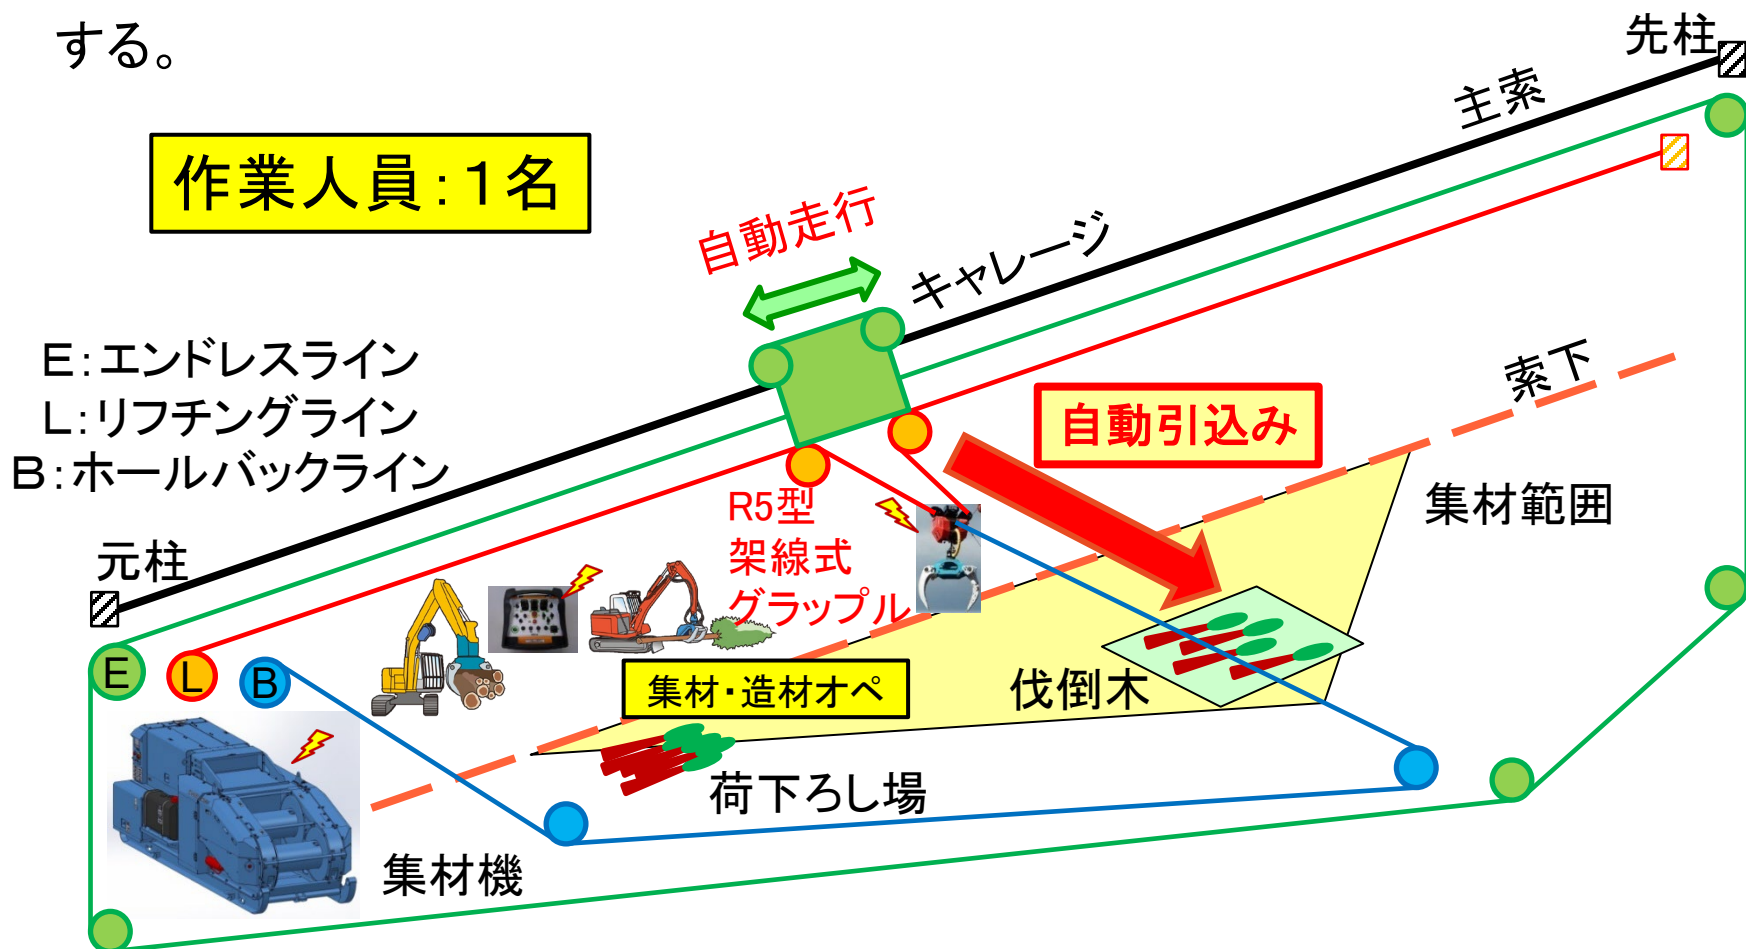 する。
先柱
主索
作業人員：１名
自動走行
キャレージ
E：エンドレスライン
L：リフチングライン
B：ホールバックライン
索下
自動引込み
集材範囲
R5型
架線式
グラップル
元柱
E
L
B
集材・造材オペ
伐倒木
荷下ろし場
集材機